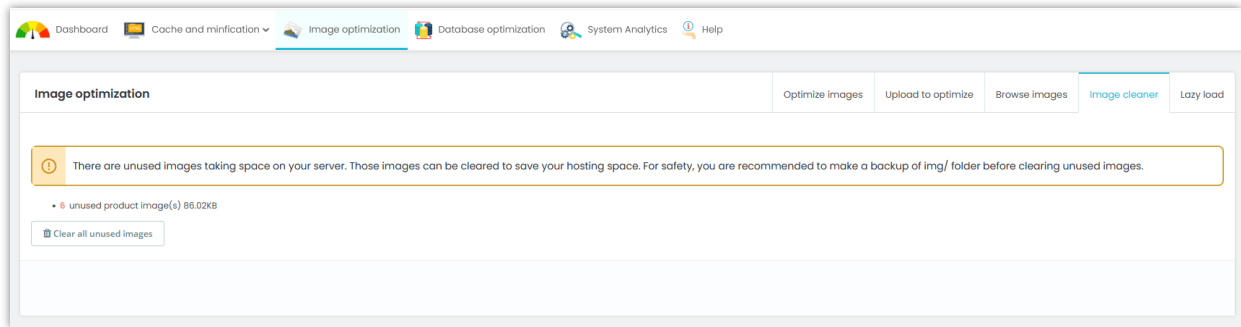 Dashboard
Cache and minfication
Image optimization
Database optimization
System Analytics
Help
Image optimization
Optimize images
Upload to optimize
Browse images
Image cleaner
Lazy load
There are unused images taking space on your server. Those images can be cleared to save your hosting space. For safety, you are recommended to make a backup of img/ folder before clearing unused images.
• 6 unused product image(s) 86.02KB
Clear all unused images